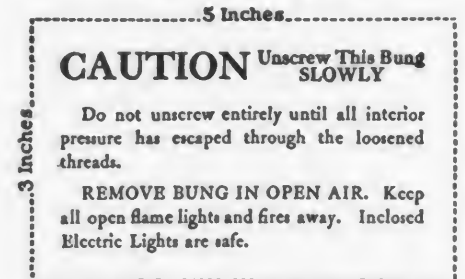 5 Inches
CAUTION Unscrew This Bung
SLOWLY
3 Inches
Do not unscrew entirely until all interior
pressure has escaped through the loosened
threads.
REMOVE BUNG IN OPEN AIR. Keep
all open flame lights and fires away. Inclosed
Electric Lights are safe.